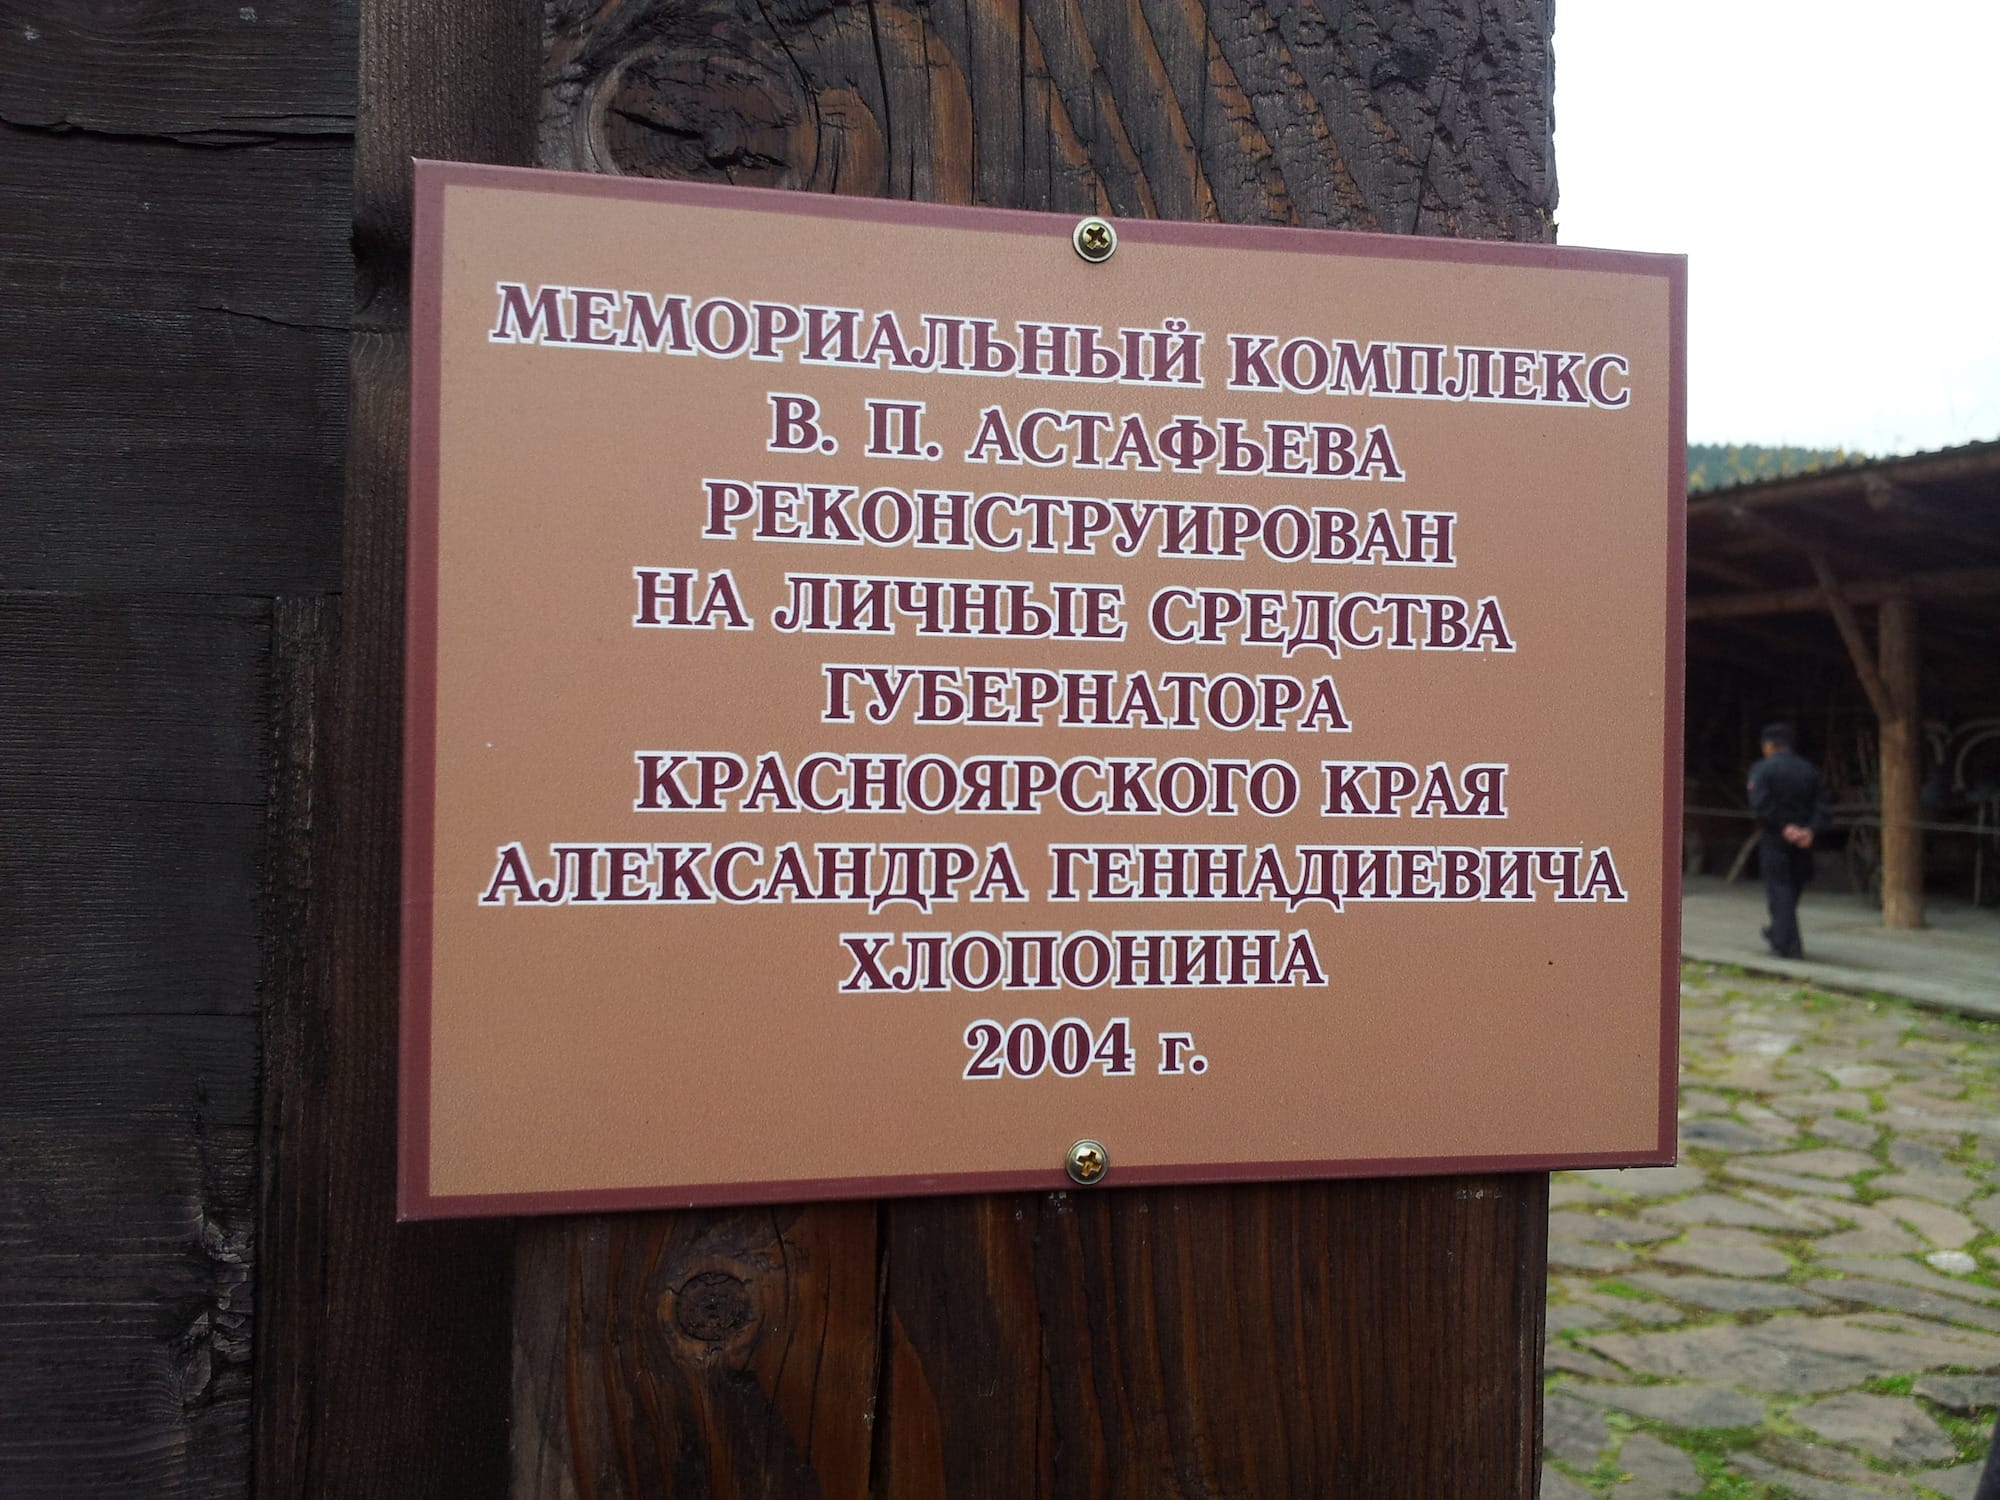 МЕМОРИАЛЬНЫЙ КОМПЛЕКС
В. П. АСТАФЬЕВА
РЕКОНСТРУИРОВАН
НА ЛИЧНЫЕ СРЕДСТВА
ГУБЕРНАТОРА
КРАСНОЯРСКОГО КРАЯ
АЛЕКСАНДРА ГЕННАДИЕВИЧА
ХЛОПОНИНА
2004 г.